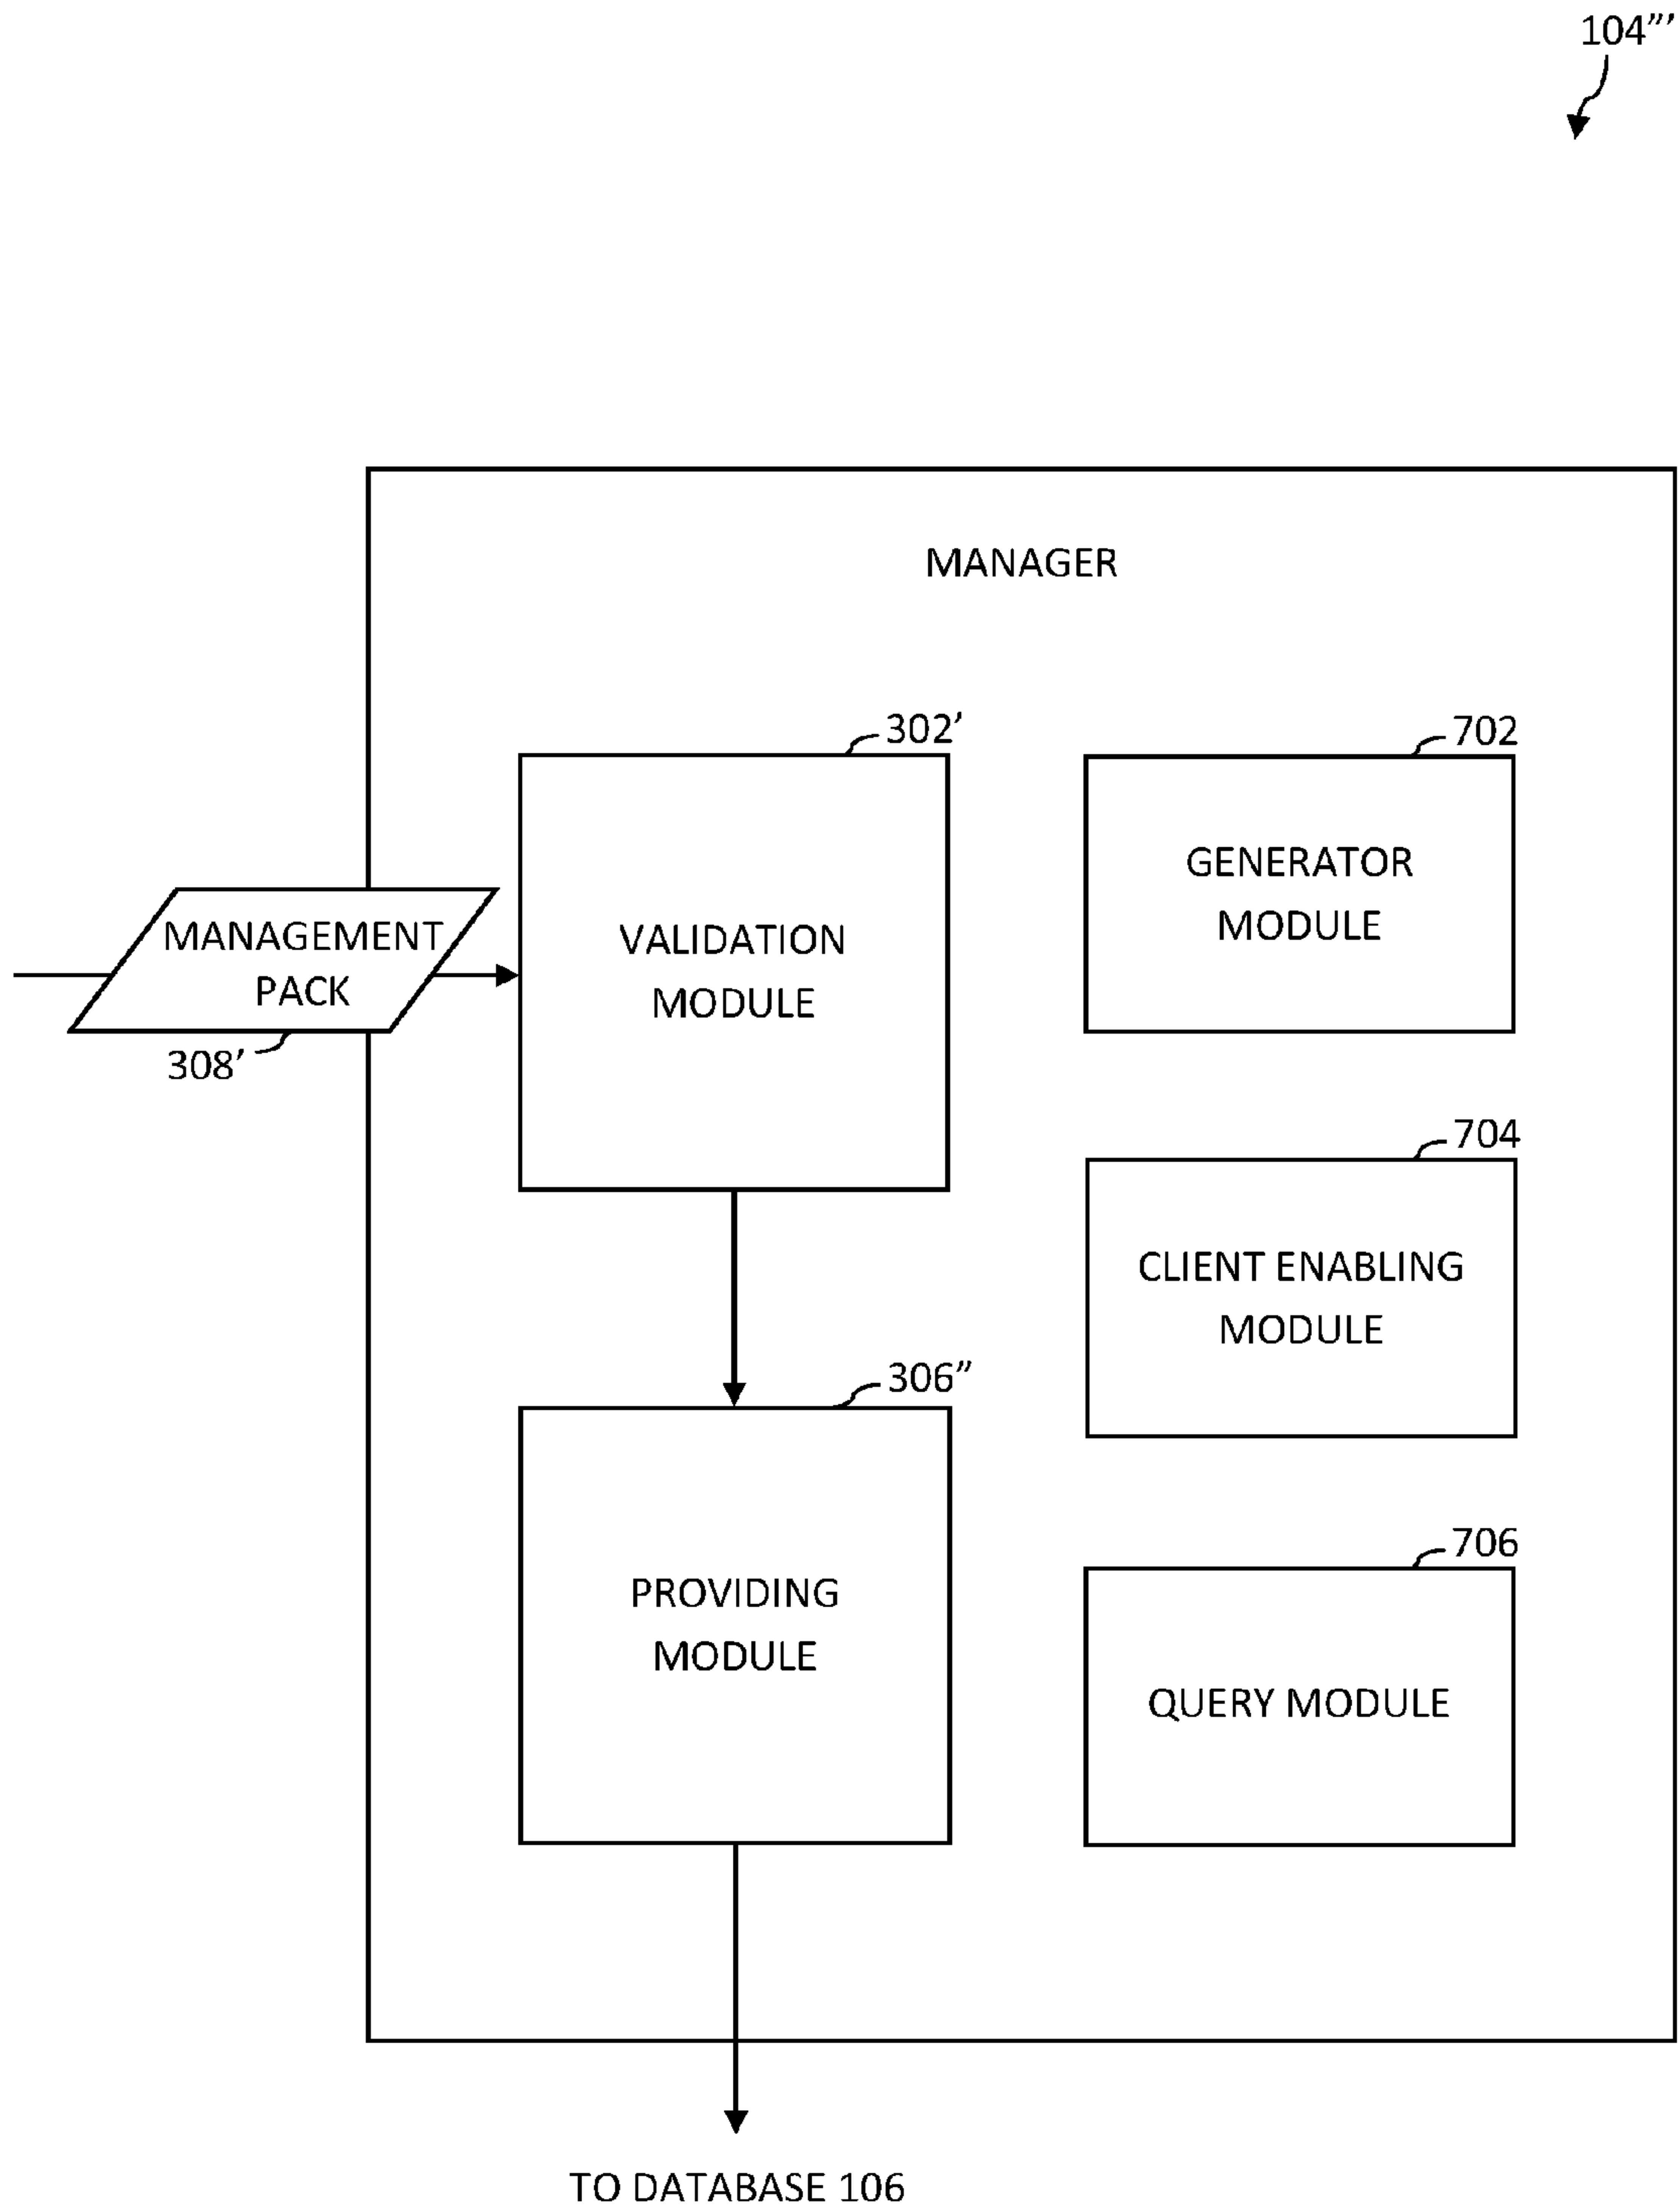 104”’
MANAGER
302’
702
VALIDATION
MODULE
GENERATOR
MODULE
MANAGEMENT
PACK
308’
704
CLIENT ENABLING
MODULE
306”
PROVIDING
MODULE
706
QUERY MODULE
TO DATABASE 106